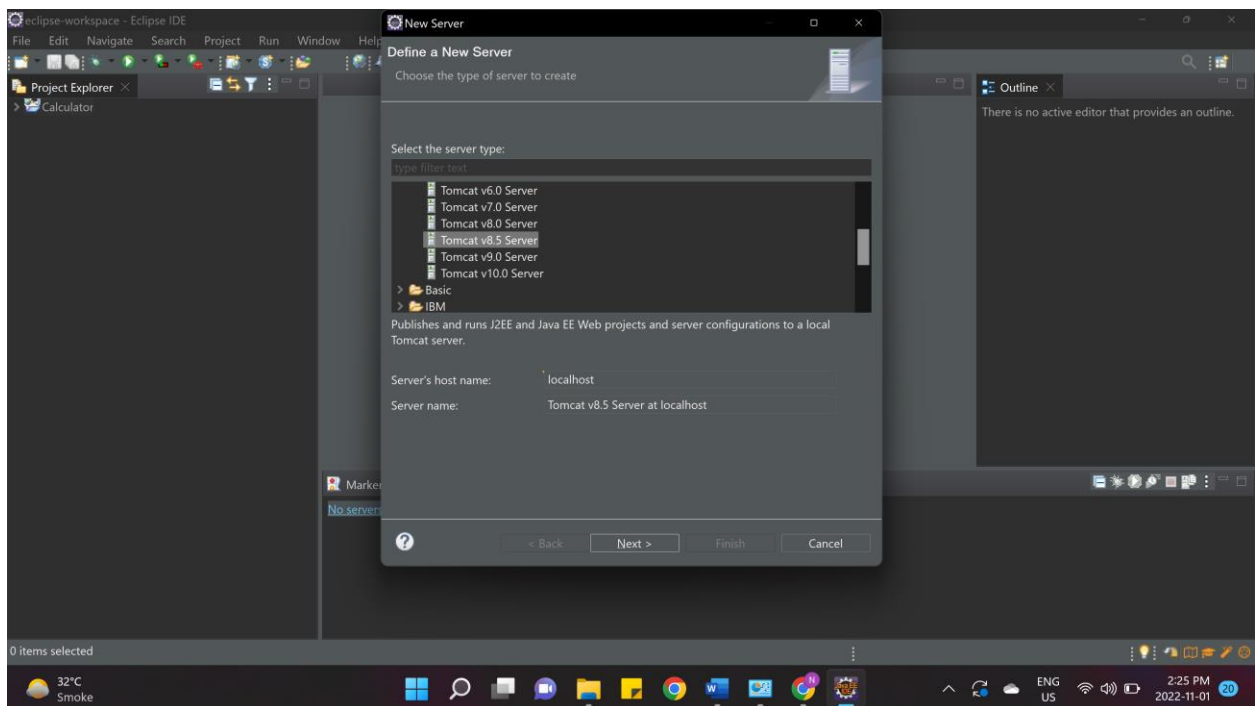 eclipse-workspace - Eclipse IDE
File Edit Navigate Search Project Run Window Help
Project Explorer
Calculator
New Server
Define a New Server
Choose the type of server to create
Select the server type:
type filter text
Tomcat v6.0 Server
Tomcat v7.0 Server
Tomcat v8.0 Server
Tomcat v8.5 Server
Tomcat v9.0 Server
Tomcat v10.0 Server
Basic
IBM
Publishes and runs J2EE and Java EE Web projects and server configurations to a local
Tomcat server.
Server's host name: localhost
Server name: Tomcat v8.5 Server at localhost
< Back Next > Finish Cancel
Outline
There is no active editor that provides an outline.
Marke
No server
0 items selected
32°C
Smoke
ENG
US
2:25 PM
2022-11-01
20